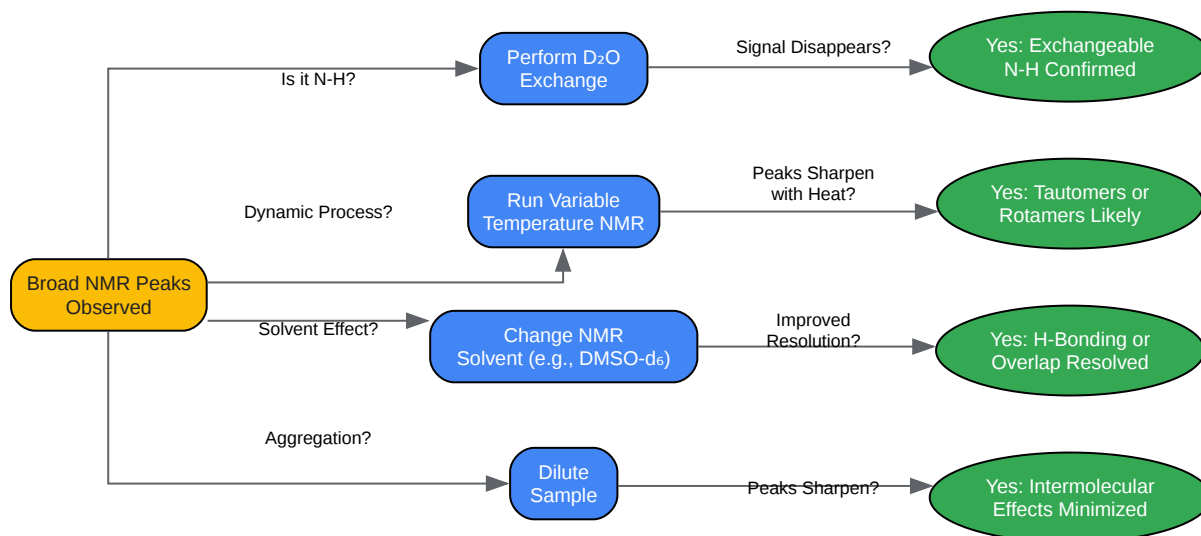 Is it N-H?
Perform D₂O
Exchange
Signal Disappears?
Yes: Exchangeable
N-H Confirmed
Dynamic Process?
Run Variable
Temperature NMR
Peaks Sharpen
with Heat?
Yes: Tautomers or
Rotamers Likely
Broad NMR Peaks
Observed
Solvent Effect?
Change NMR
Solvent (e.g., DMSO-d₆)
Improved
Resolution?
Yes: H-Bonding or
Overlap Resolved
Aggregation?
Dilute
Sample
Peaks Sharpen?
Yes: Intermolecular
Effects Minimized